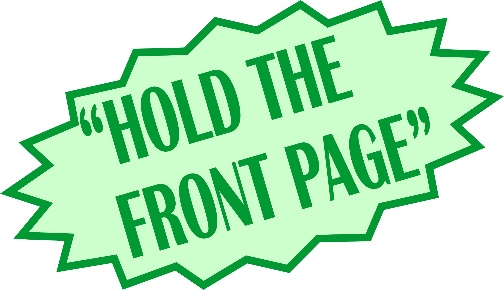 “HOLD THE
FRONT PAGE”